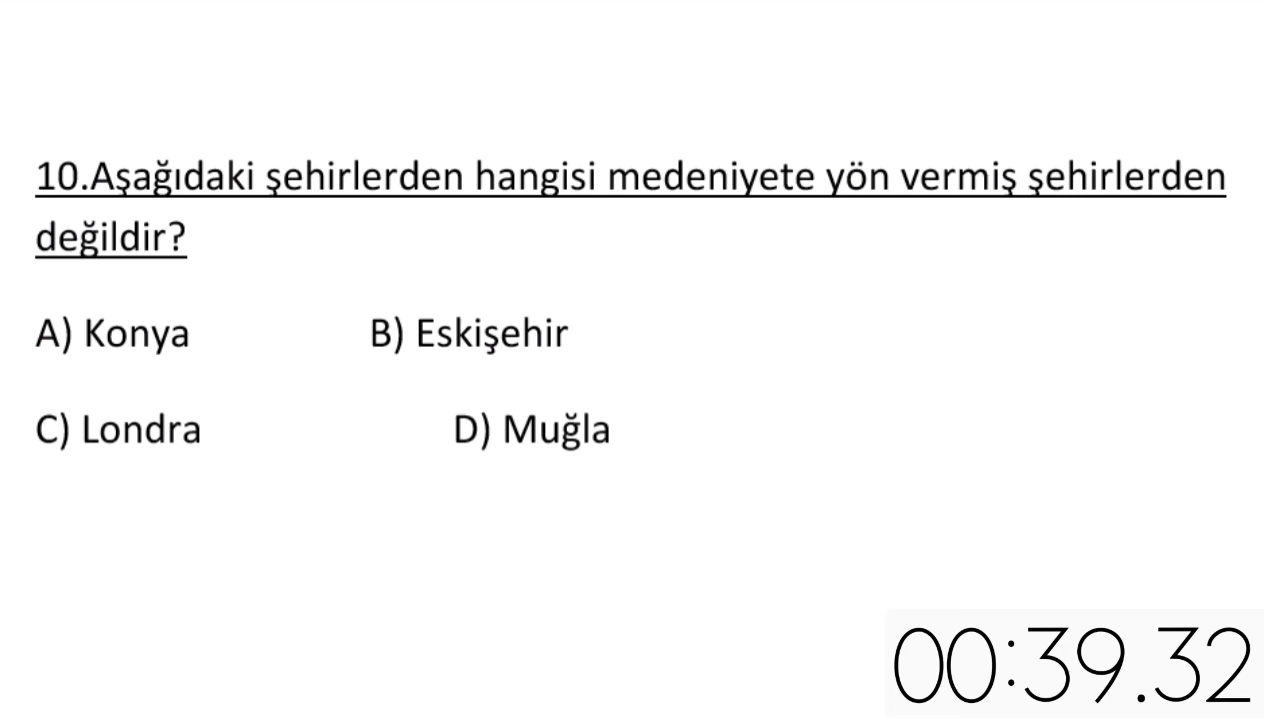 10.Aşağıdaki şehirlerden hangisi medeniyete yön vermiş şehirlerden
değildir?
A) Konya B) Eskişehir
C) Londra D) Muğla
00:39.32